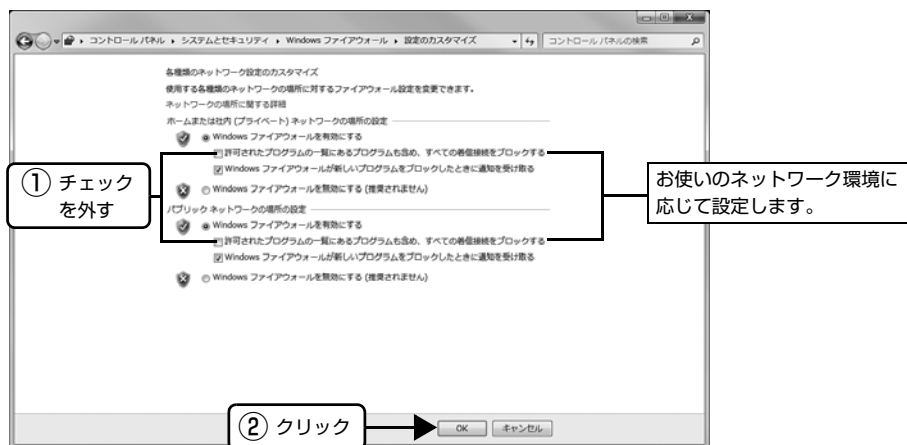 コントロール パネル ▸ システムとセキュリティ ▸ Windows ファイアウォール ▸ 設定のカスタマイズ
コントロール パネルの検索
各種類のネットワーク設定のカスタマイズ
使用する各種類のネットワークの場所に対するファイアウォール設定を変更できます。
ネットワークの場所に関する詳細
ホームまたは社内 (プライベート) ネットワークの場所の設定
Windows ファイアウォールを有効にする
許可されたプログラムの一覧にあるプログラムも含め、すべての着信接続をブロックする
Windows ファイアウォールが新しいプログラムをブロックしたときに通知を受け取る
Windows ファイアウォールを無効にする (推奨されません)
パブリック ネットワークの場所の設定
Windows ファイアウォールを有効にする
許可されたプログラムの一覧にあるプログラムも含め、すべての着信接続をブロックする
Windows ファイアウォールが新しいプログラムをブロックしたときに通知を受け取る
Windows ファイアウォールを無効にする (推奨されません)
① チェック
を外す
お使いのネットワーク環境に
応じて設定します。
② クリック
OK
キャンセル